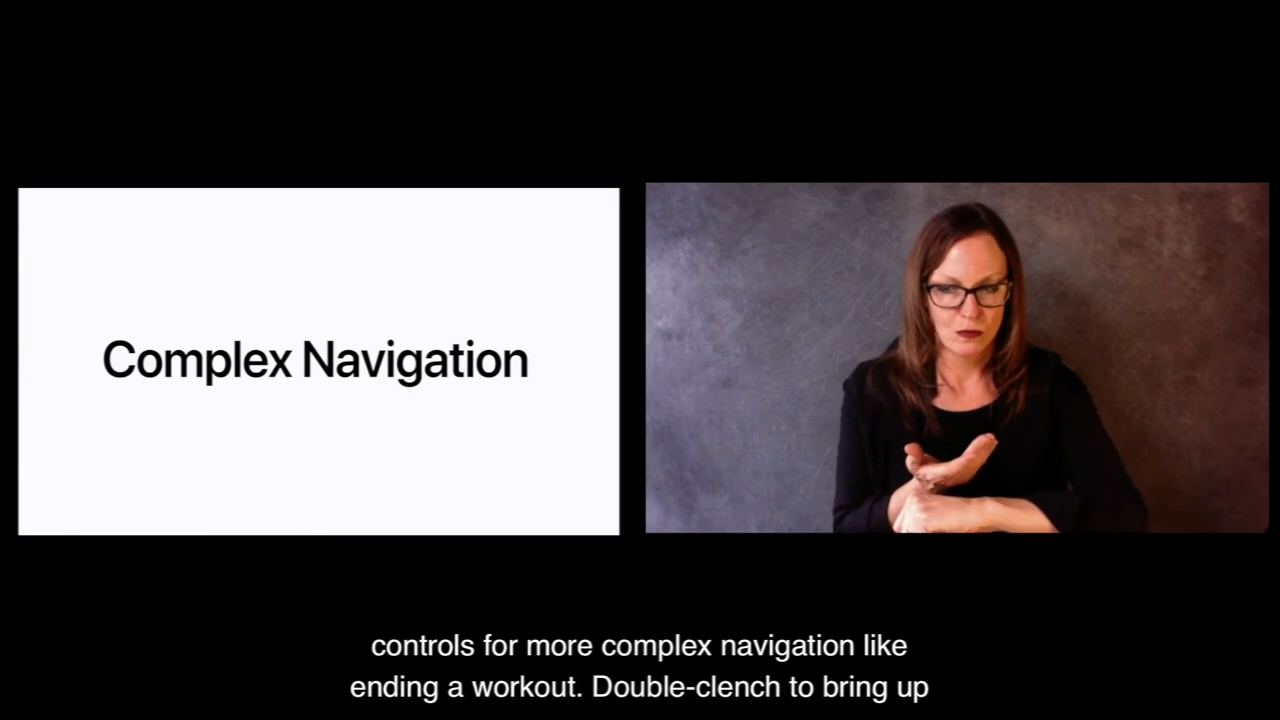 Complex Navigation
controls for more complex navigation like
ending a workout. Double-clench to bring up